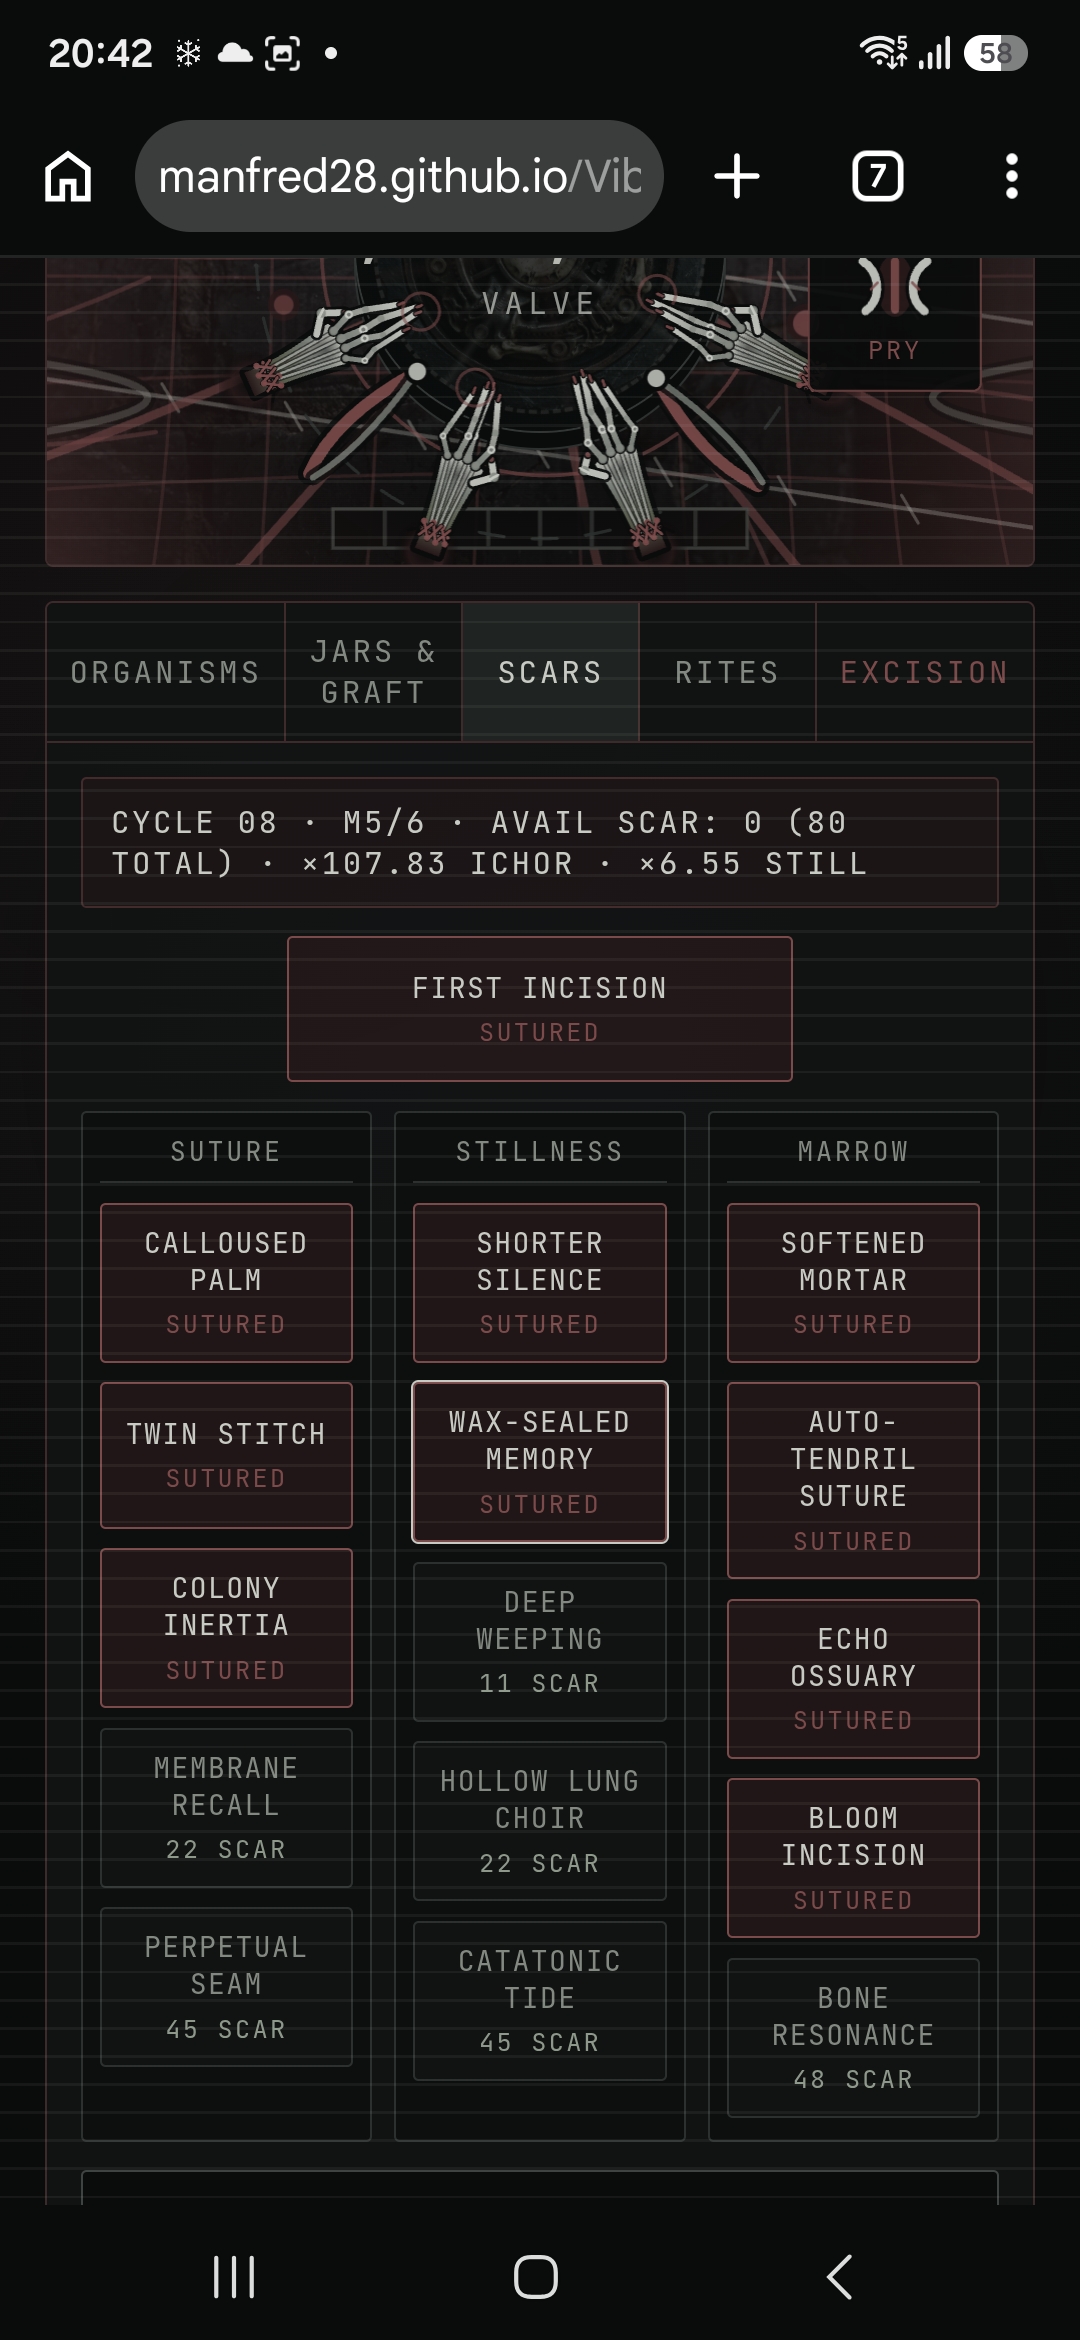 20:42
58
manfred28.github.io/Vib
7
VALVE
PRY
ORGANISMS
JARS &
GRAFT
SCARS
RITES
EXCISION
CYCLE 08 · M5/6 · AVAIL SCAR: 0 (80
TOTAL) · ×107.83 ICHOR · ×6.55 STILL
FIRST INCISION
SUTURED
SUTURE
CALLOUSED
PALM
SUTURED
TWIN STITCH
SUTURED
COLONY
INERTIA
SUTURED
MEMBRANE
RECALL
22 SCAR
PERPETUAL
SEAM
45 SCAR
STILLNESS
SHORTER
SILENCE
SUTURED
WAX-SEALED
MEMORY
SUTURED
DEEP
WEEPING
11 SCAR
HOLLOW LUNG
CHOIR
22 SCAR
CATATONIC
TIDE
45 SCAR
MARROW
SOFTENED
MORTAR
SUTURED
AUTO-
TENDRIL
SUTURE
SUTURED
ECHO
OSSUARY
SUTURED
BLOOM
INCISION
SUTURED
BONE
RESONANCE
48 SCAR